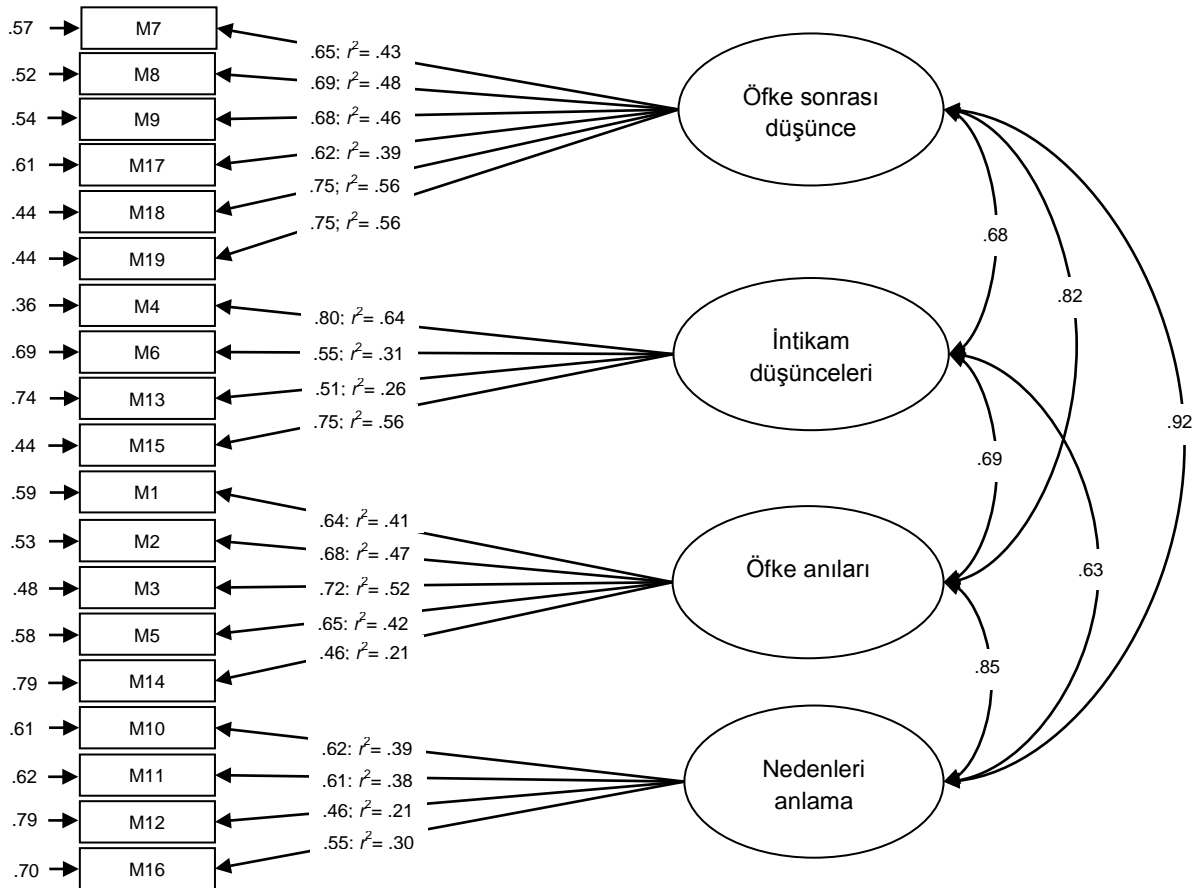 .57 M7
.65; r²= .43
.52 M8
.69; r²= .48
.54 M9
.68; r²= .46
.61 M17
.62; r²= .39
.44 M18
.75; r²= .56
.44 M19
.75; r²= .56
Öfke sonrası
düşünce
.36 M4
.80; r²= .64
.69 M6
.55; r²= .31
.74 M13
.51; r²= .26
.44 M15
.75; r²= .56
İntikam
düşünceleri
.59 M1
.64; r²= .41
.53 M2
.68; r²= .47
.48 M3
.72; r²= .52
.58 M5
.65; r²= .42
.79 M14
.46; r²= .21
Öfke anıları
.61 M10
.62; r²= .39
.62 M11
.61; r²= .38
.79 M12
.46; r²= .21
.70 M16
.55; r²= .30
Nedenleri
anlama
.68
.82
.92
.69
.63
.85